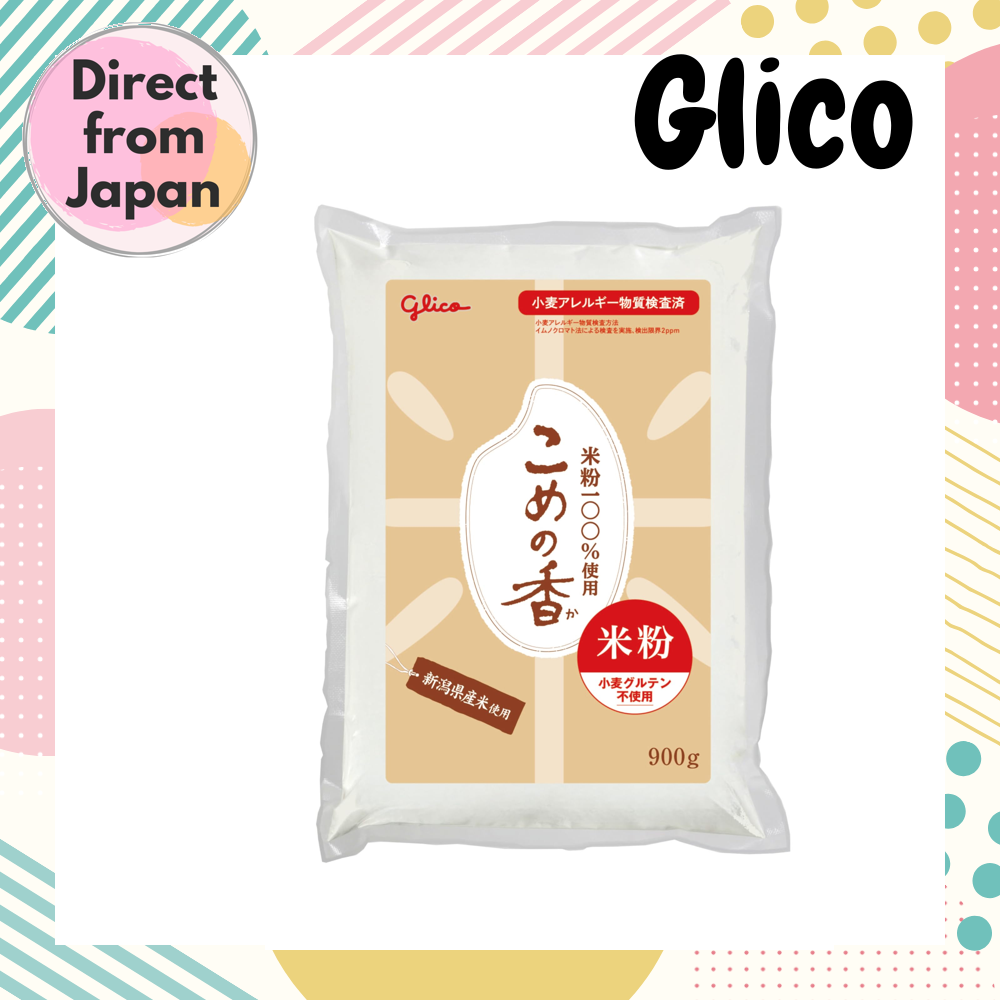 Direct
from
Japan
Glico
glico
小麦アレルギー物質検査済
小麦アレルギー物質検査方法
イムノクロマト法による検査を実施。検出限界2ppm
米粉一〇〇%使用
こめの香
か
米粉
小麦グルテン
不使用
新潟県産米使用
900g